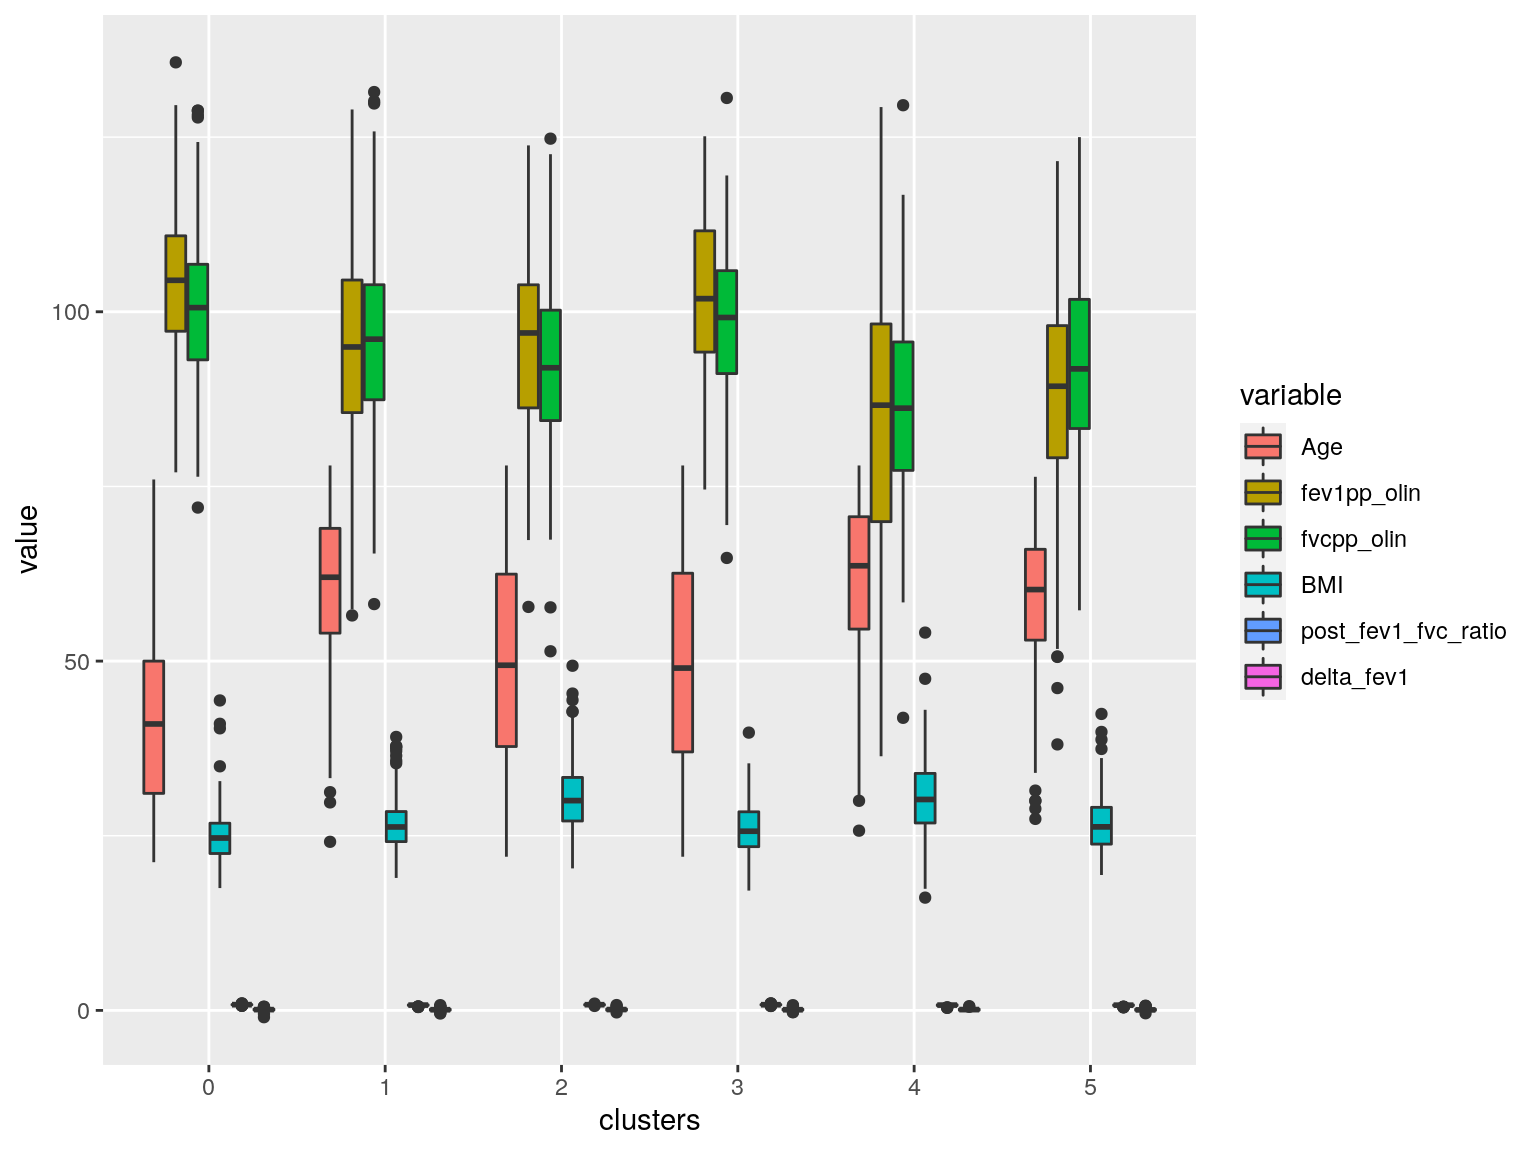 value
100
50
0
0 1 2 3 4 5
clusters
variable
Age
fev1pp_olin
fvcpp_olin
BMI
post_fev1_fvc_ratio
delta_fev1